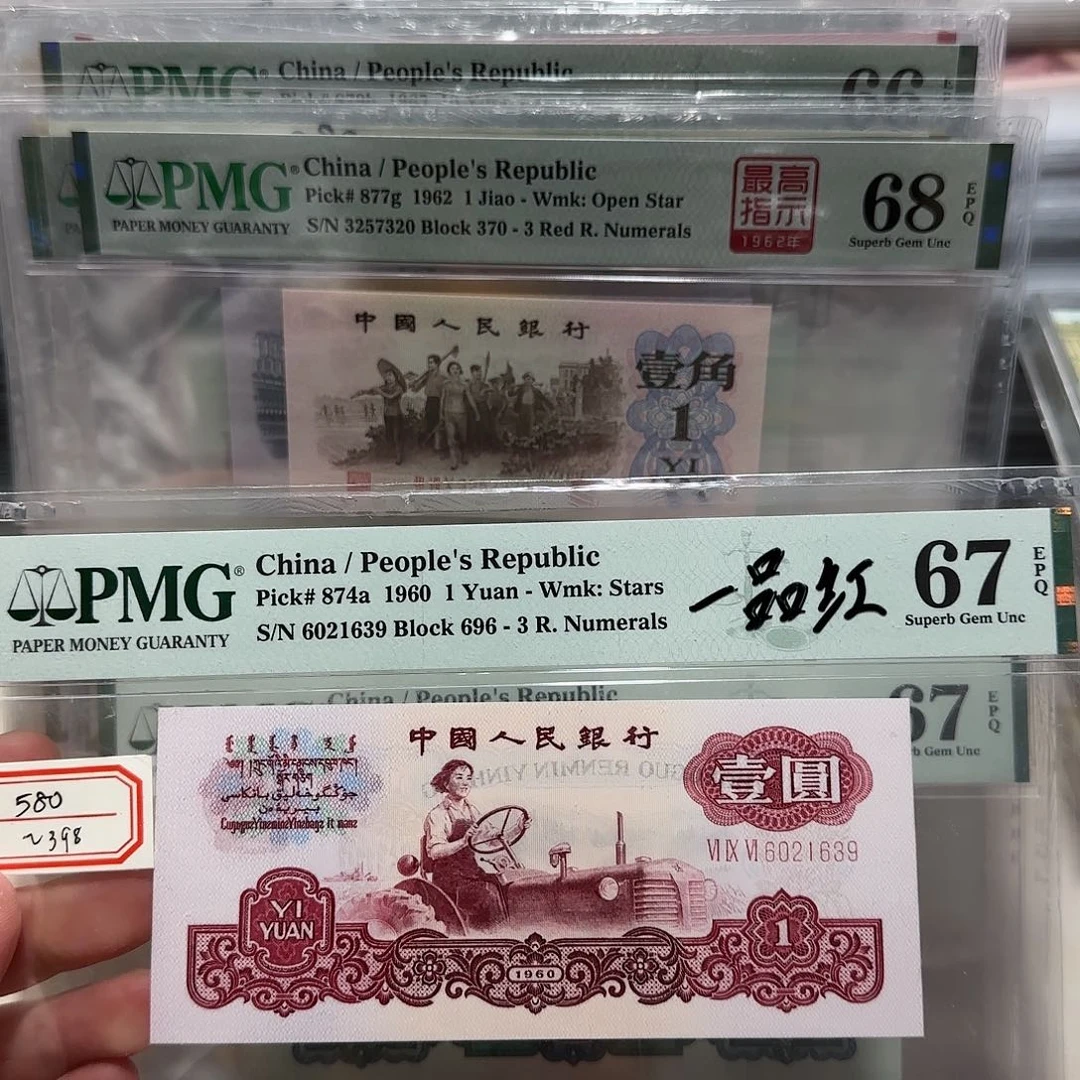 PMG® China / People's Republic
66
PMG® China / People's Republic
Pick# 877g 1962 1 Jiao - Wmk: Open Star
PAPER MONEY GUARANTY S/N 3257320 Block 370 - 3 Red R. Numerals
最高
指示
1962年
68
EPQ
Superb Gem Unc
中國人民銀行
壹角
1
YI
PMG® China / People's Republic
Pick# 874a 1960 1 Yuan - Wmk: Stars
PAPER MONEY GUARANTY S/N 6021639 Block 696 - 3 R. Numerals
一品红
67
EPQ
Superb Gem Unc
China / People's Republic
67
EPQ
Gem Unc
中國人民銀行
壹圓
VI IX VI 6021639
YI
YUAN
1960
1
580
~398